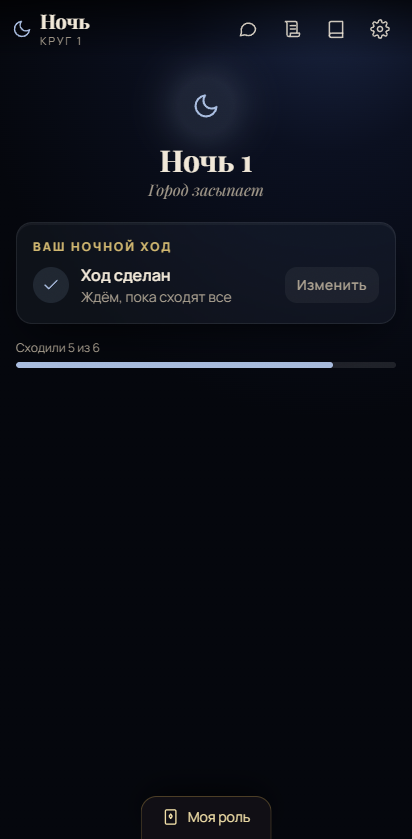 Ночь
КРУГ 1
Ночь 1
Город засыпает
ВАШ НОЧНОЙ ХОД
Ход сделан
Ждём, пока сходят все
Изменить
Сходили 5 из 6
Моя роль